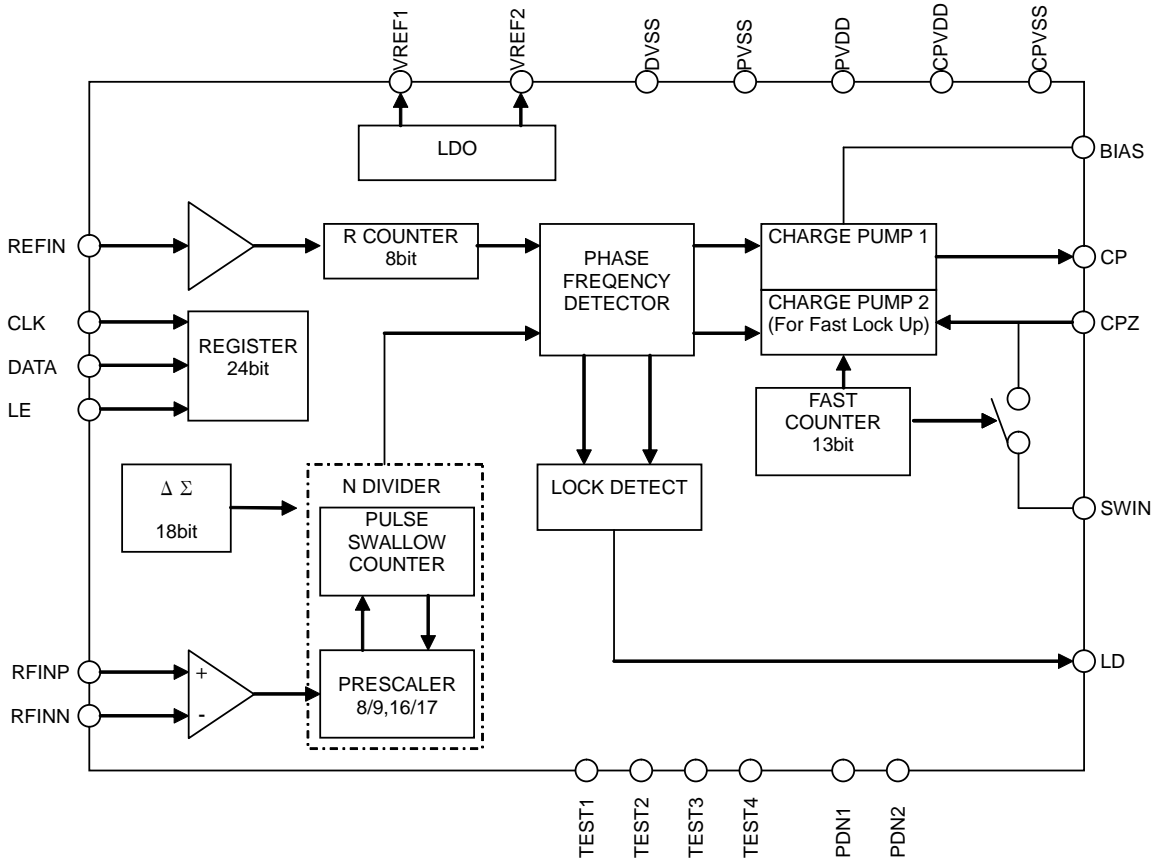 VREF1
VREF2
DVSS
PVSS
PVDD
CPVDD
CPVSS
LDO
BIAS
REFIN
R COUNTER
8bit
PHASE
FREQENCY
DETECTOR
CHARGE PUMP 1
CP
CHARGE PUMP 2
(For Fast Lock Up)
CPZ
CLK
DATA
LE
REGISTER
24bit
FAST
COUNTER
13bit
Δ Σ
18bit
N DIVIDER
PULSE
SWALLOW
COUNTER
LOCK DETECT
SWIN
RFINP
RFINN
+
-
PRESCALER
8/9,16/17
LD
TEST1
TEST2
TEST3
TEST4
PDN1
PDN2